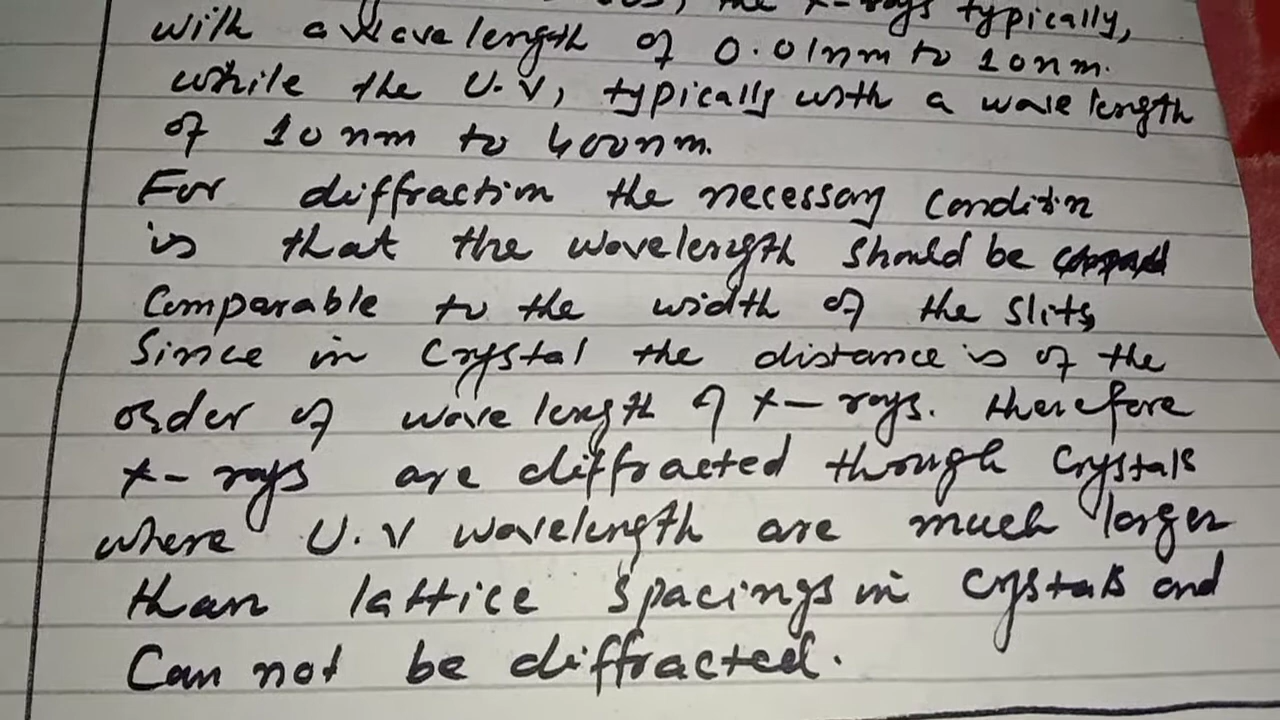 the X-rays typically,
with a wavelength of 0.01nm to 10nm.
while the U.V, typically with a wavelength
of 10nm to 400nm.
For diffraction the necessary condition
is that the wavelength should be
Comparable to the width of the slits,
Since in Crystal the distance is of the
order of wavelength of X-rays. therefore
X-rays are diffracted through Crystals
where U.V wavelength are much larger
than lattice spacings in crystals and
Can not be diffracted.